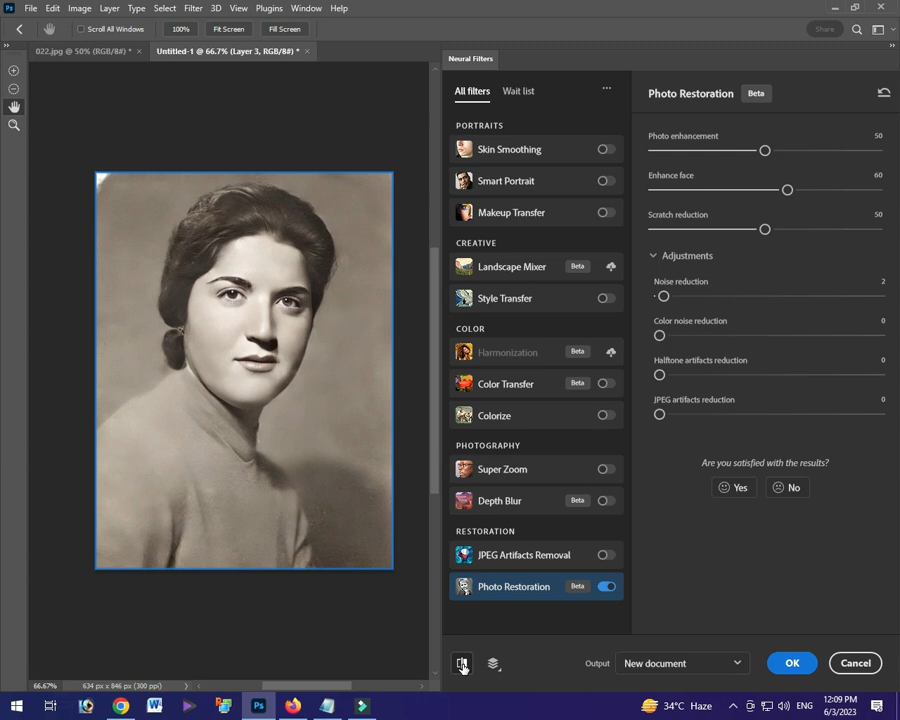 Ps File Edit Image Layer Type Select Filter 3D View Plugins Window Help
Scroll All Windows 100% Fit Screen Fill Screen Share
022.jpg @ 50% (RGB/8#) * × Untitled-1 @ 66.7% (Layer 3, RGB/8#) * ×
Neural Filters
All filters Wait list ...
PORTRAITS
Skin Smoothing
Smart Portrait
Makeup Transfer
CREATIVE
Landscape Mixer Beta
Style Transfer
COLOR
Harmonization Beta
Color Transfer Beta
Colorize
PHOTOGRAPHY
Super Zoom
Depth Blur Beta
RESTORATION
JPEG Artifacts Removal
Photo Restoration Beta
Photo Restoration Beta
Photo enhancement 50
Enhance face 60
Scratch reduction 50
Adjustments
Noise reduction 2
Color noise reduction 0
Halftone artifacts reduction 0
JPEG artifacts reduction 0
Are you satisfied with the results?
Yes No
Output New document OK Cancel
66.67% 634 px x 846 px (300 ppi)
W Ps 34°C Haze ENG 12:09 PM
6/3/2023